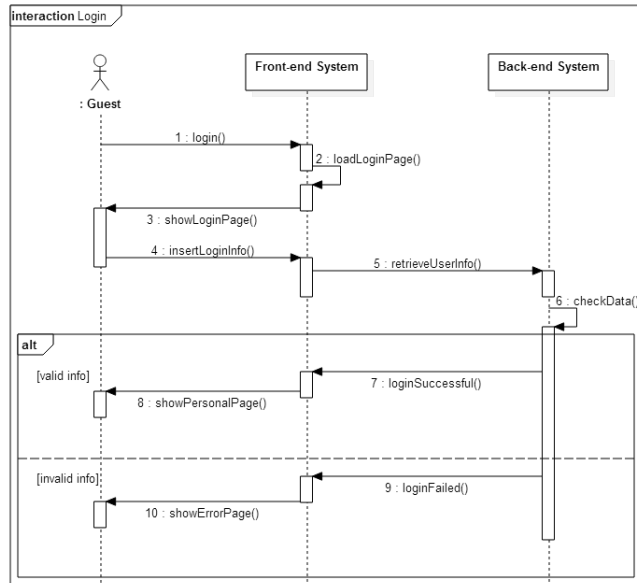 interaction Login
Front-end System
Back-end System
: Guest
1 : login()
2 : loadLoginPage()
3 : showLoginPage()
4 : insertLoginInfo()
5 : retrieveUserInfo()
6 : checkData()
alt
[valid info]
7 : loginSuccessful()
8 : showPersonalPage()
[invalid info]
9 : loginFailed()
10 : showErrorPage()